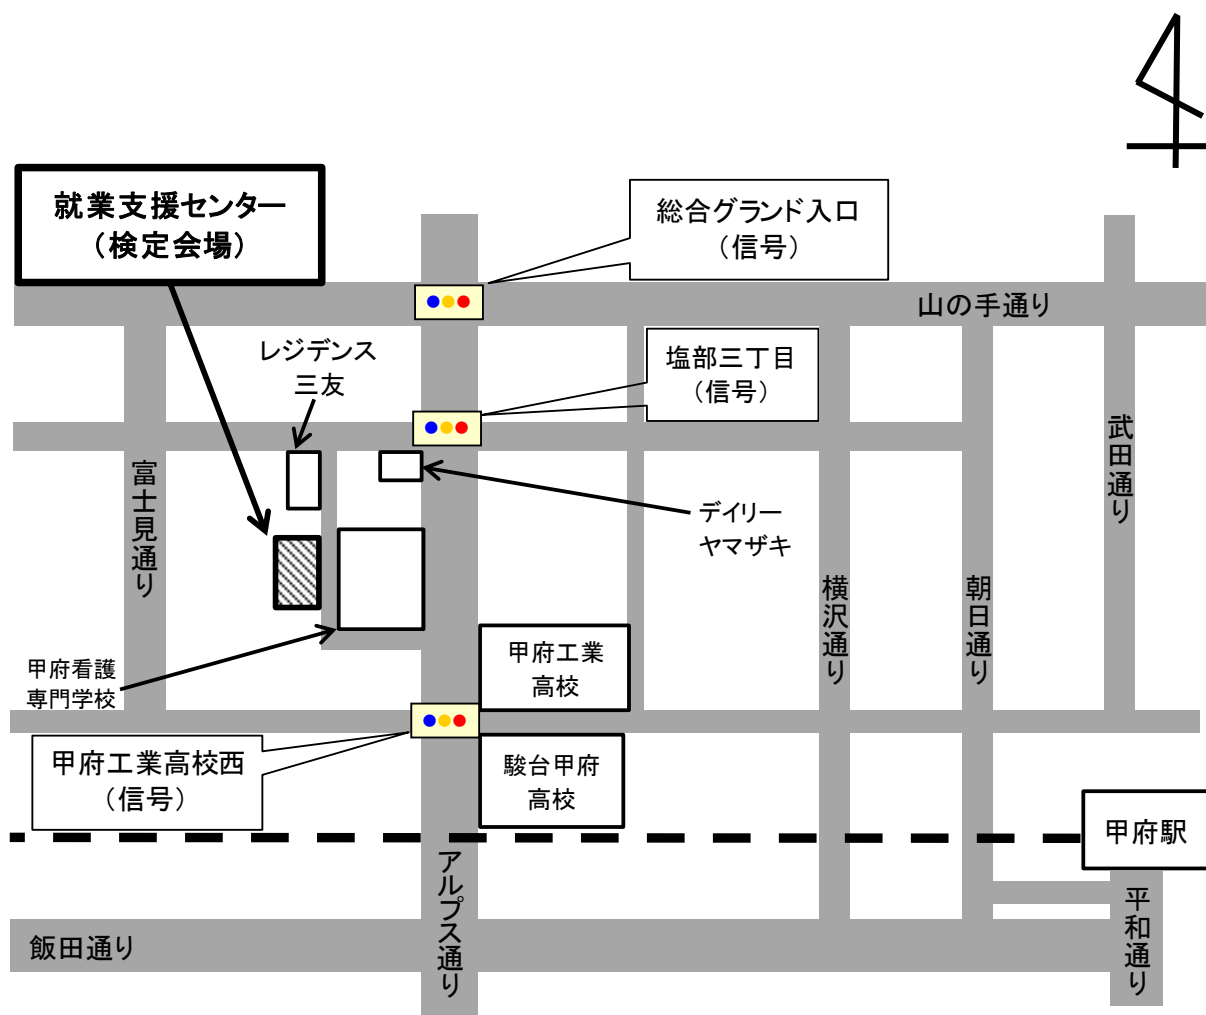 就業支援センター
（検定会場）
総合グランド入口
（信号）
山の手通り
レジデンス
三友
塩部三丁目
（信号）
武田通り
富士見通り
デイリー
ヤマザキ
横沢通り
朝日通り
甲府工業
高校
甲府看護
専門学校
甲府工業高校西
（信号）
駿台甲府
高校
甲府駅
アルプス通り
平和通り
飯田通り